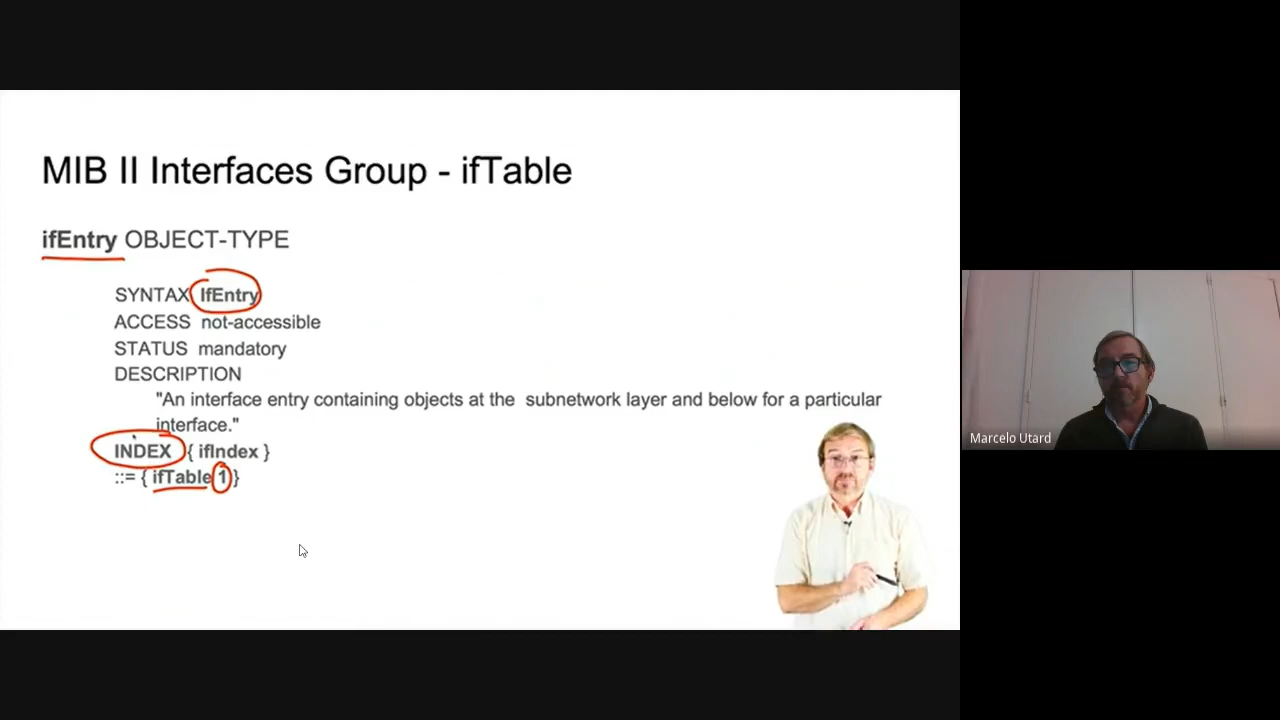 MIB II Interfaces Group - ifTable
ifEntry OBJECT-TYPE
SYNTAX IfEntry
ACCESS not-accessible
STATUS mandatory
DESCRIPTION
"An interface entry containing objects at the subnetwork layer and below for a particular
interface."
INDEX { ifIndex }
::= { ifTable 1 }
Marcelo Utard